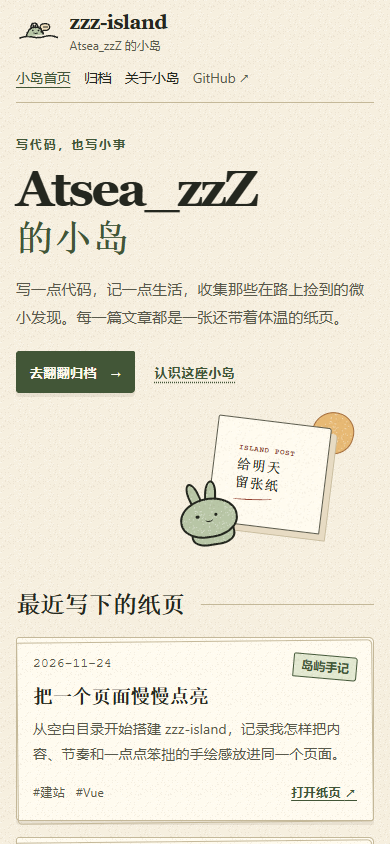 zzz-island
Atsea_zzZ 的小岛
小岛首页 归档 关于小岛 GitHub ↗
写代码，也写小事
Atsea_zzZ
的小岛
写一点代码，记一点生活，收集那些在路上捡到的微
小发现。每一篇文章都是一张还带着体温的纸页。
去翻翻归档 →
认识这座小岛
ISLAND POST
给明天
留张纸
最近写下的纸页
2026-11-24
岛屿手记
把一个页面慢慢点亮
从空白目录开始搭建 zzz-island，记录我怎样把内
容、节奏和一点点笨拙的手绘感放进同一个页面。
#建站 #Vue
打开纸页 ↗